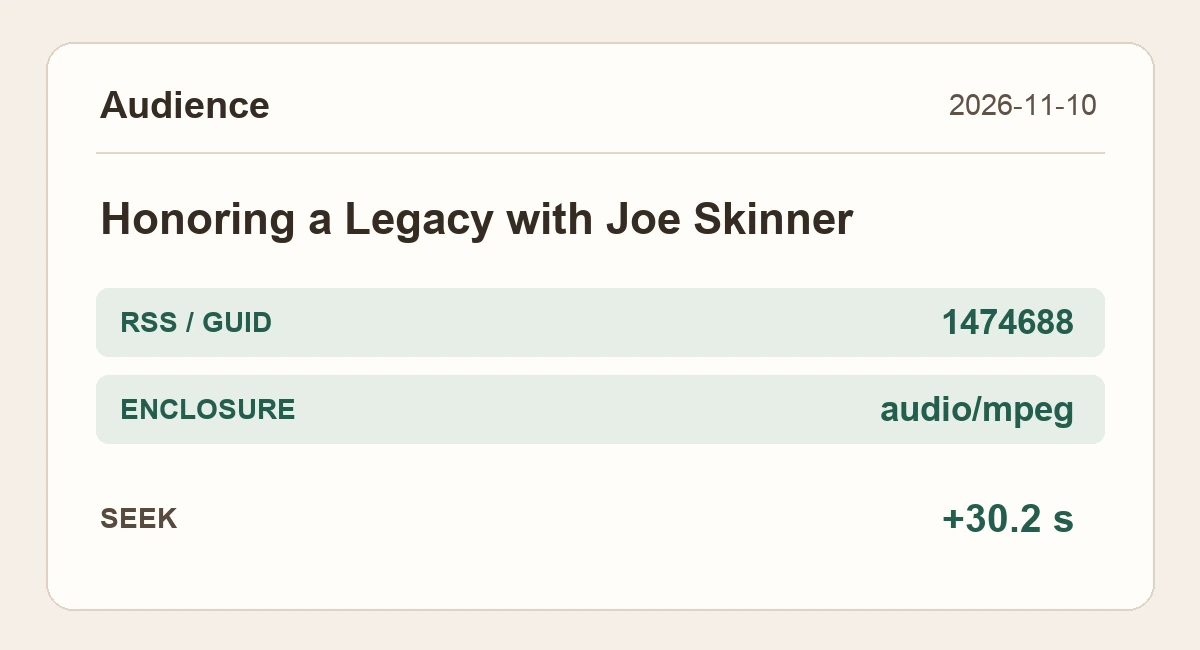 Audience 2026-11-10
Honoring a Legacy with Joe Skinner
RSS / GUID 1474688
ENCLOSURE audio/mpeg
SEEK +30.2 s